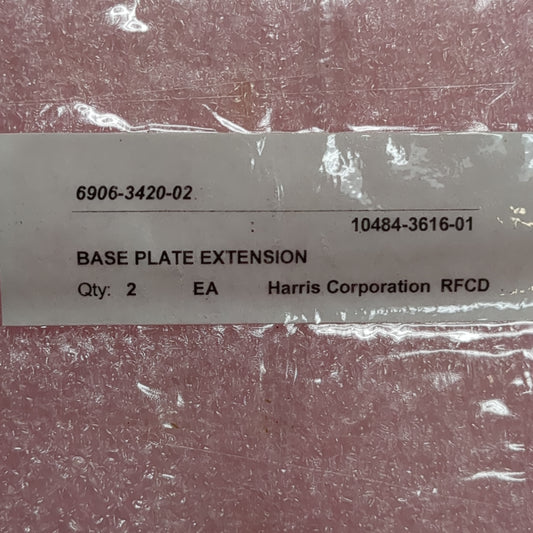 6906-3420-02
: 10484-3616-01
BASE PLATE EXTENSION
Qty: 2 EA Harris Corporation RFCD